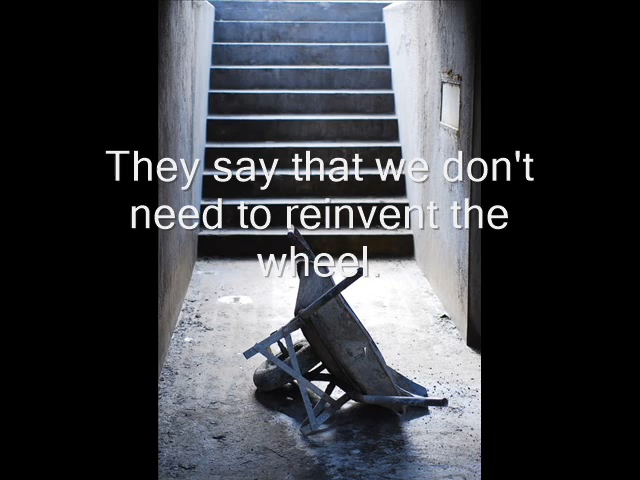 They say that we don't
need to reinvent the
wheel.